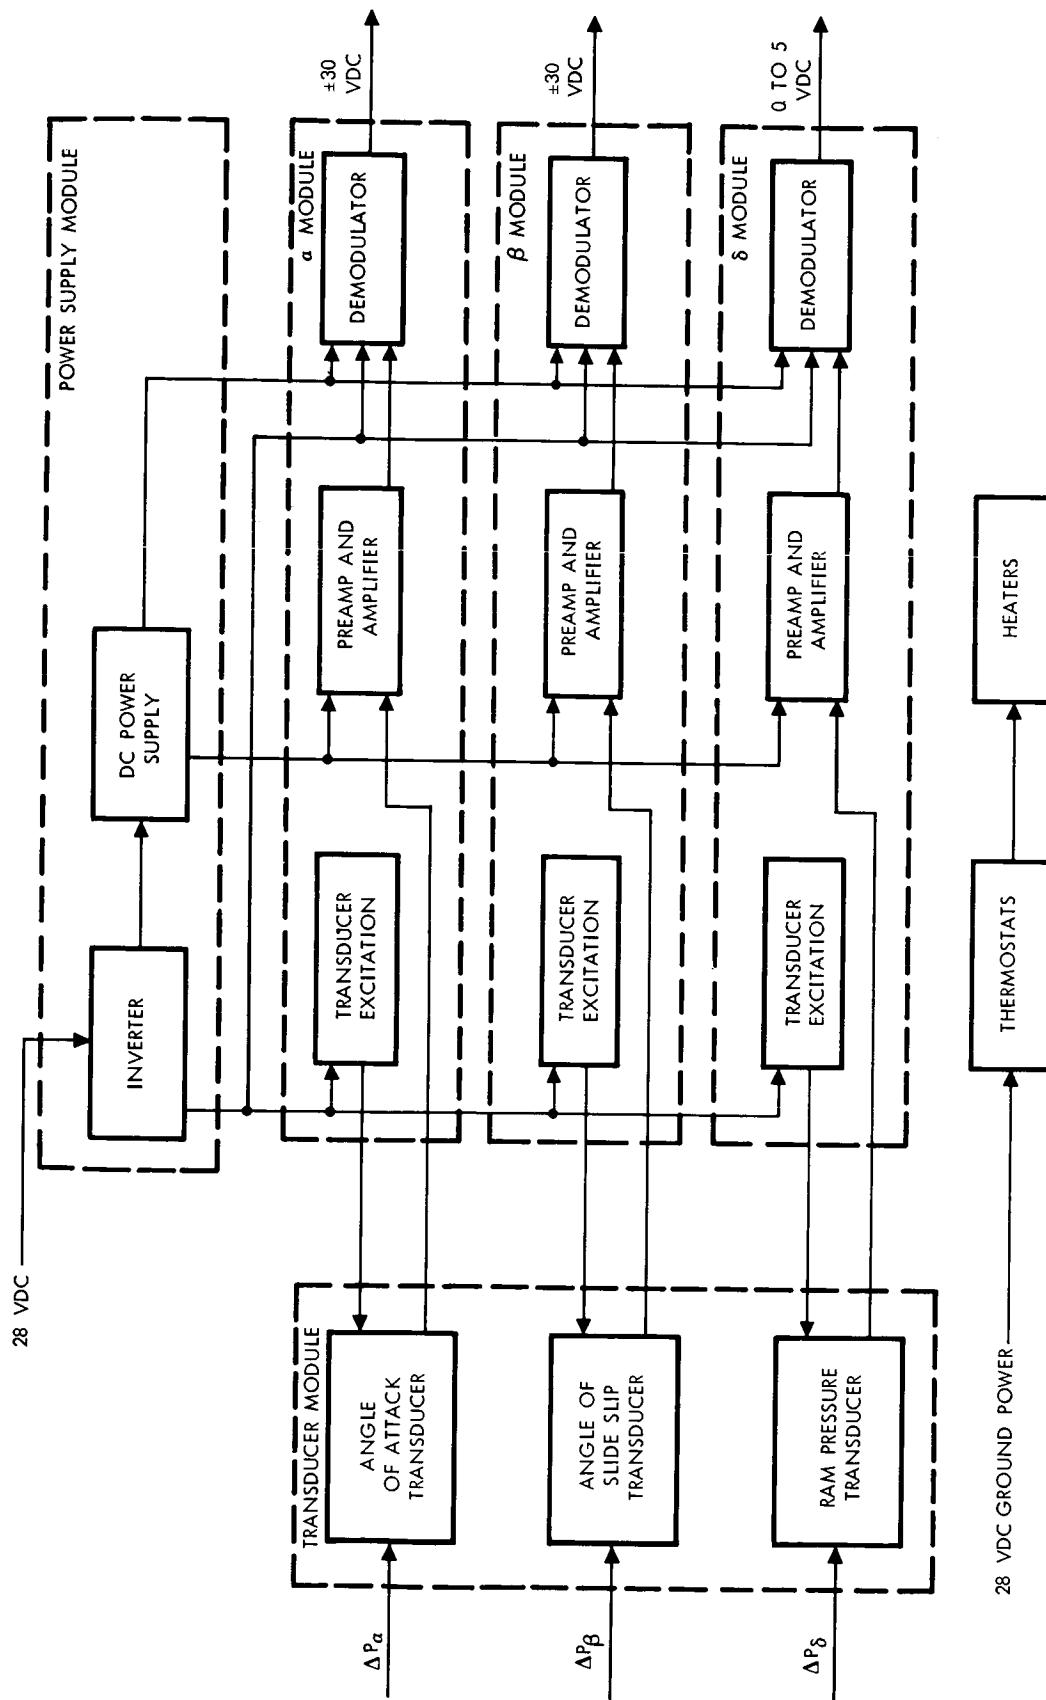 28 VDC
POWER SUPPLY MODULE
INVERTER
DC POWER
SUPPLY
TRANSDUCER MODULE
ΔPα
ANGLE
OF ATTACK
TRANSDUCER
α MODULE
TRANSDUCER
EXCITATION
PREAMP AND
AMPLIFIER
DEMODULATOR
±30
VDC
ΔPβ
ANGLE OF
SLIDE SLIP
TRANSDUCER
β MODULE
TRANSDUCER
EXCITATION
PREAMP AND
AMPLIFIER
DEMODULATOR
±30
VDC
ΔPδ
RAM PRESSURE
TRANSDUCER
δ MODULE
TRANSDUCER
EXCITATION
PREAMP AND
AMPLIFIER
DEMODULATOR
0 TO 5
VDC
28 VDC GROUND POWER
THERMOSTATS
HEATERS